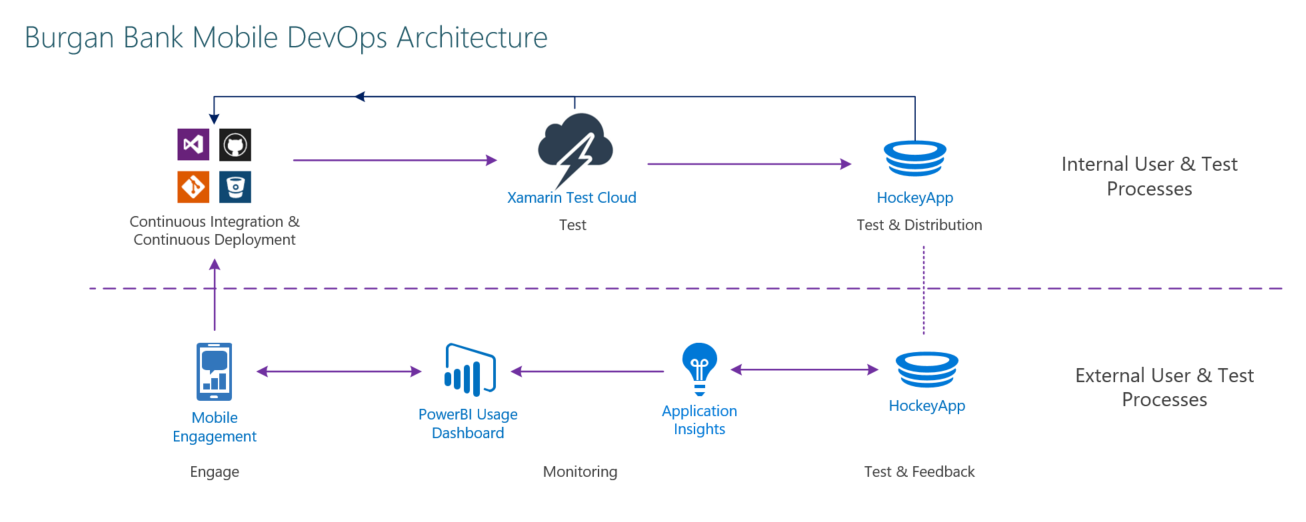 Burgan Bank Mobile DevOps Architecture
Internal User & Test
Processes
Xamarin Test Cloud
HockeyApp
Continuous Integration &
Continuous Deployment
Test
Test & Distribution
External User & Test
Processes
Mobile
Engagement
PowerBI Usage
Dashboard
Application
Insights
HockeyApp
Engage
Monitoring
Test & Feedback